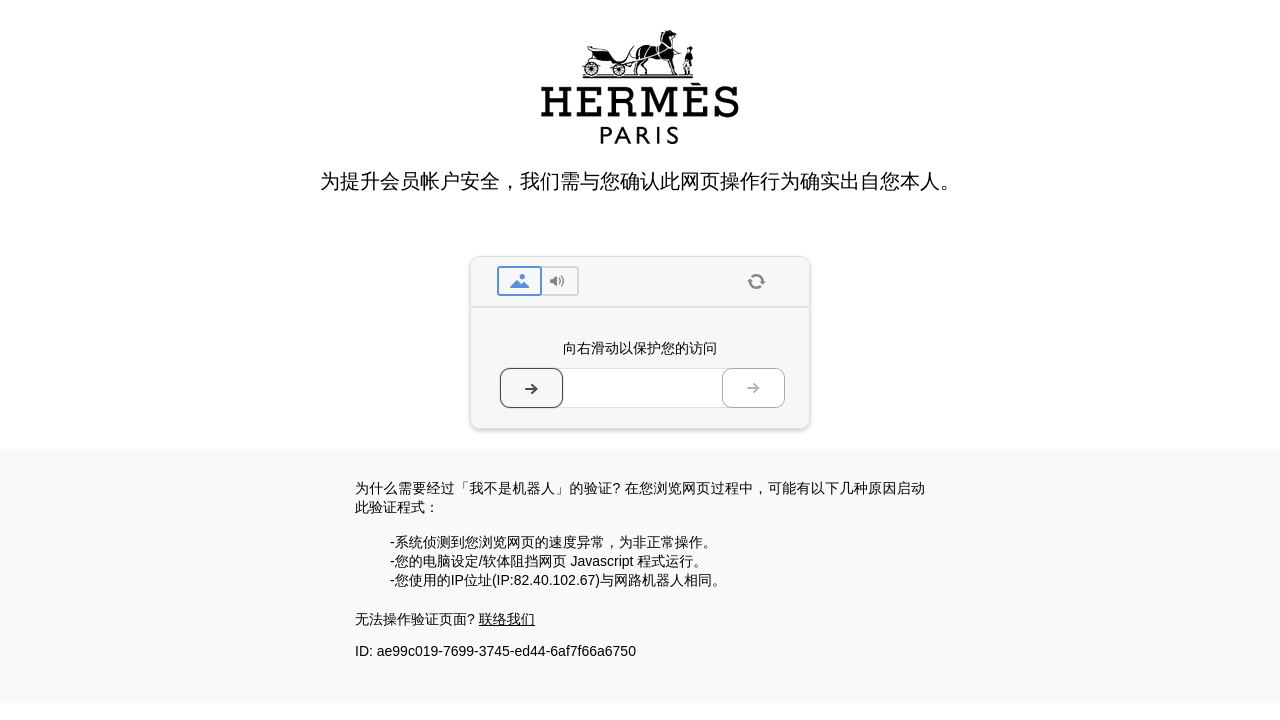 HERMÈS
PARIS
为提升会员帐户安全，我们需与您确认此网页操作行为确实出自您本人。
向右滑动以保护您的访问
为什么需要经过「我不是机器人」的验证? 在您浏览网页过程中，可能有以下几种原因启动
此验证程式：
-系统侦测到您浏览网页的速度异常，为非正常操作。
-您的电脑设定/软体阻挡网页 Javascript 程式运行。
-您使用的IP位址(IP:82.40.102.67)与网路机器人相同。
无法操作验证页面? 联络我们
ID: ae99c019-7699-3745-ed44-6af7f66a6750